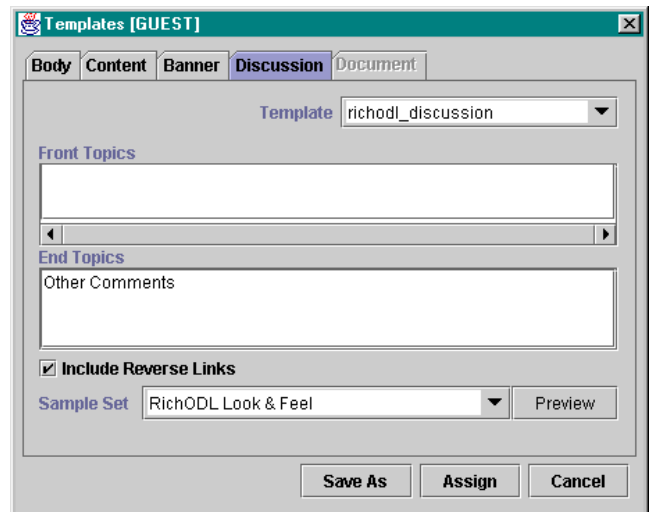 Templates [GUEST]
Body Content Banner Discussion Document
Template richodl_discussion
Front Topics
End Topics
Other Comments
Include Reverse Links
Sample Set RichODL Look & Feel Preview
Save As Assign Cancel